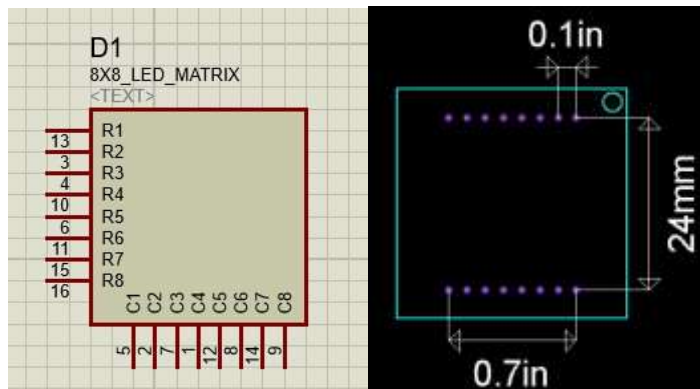 D1
8X8_LED_MATRIX
<TEXT>
R1
13
R2
3
R3
4
R4
10
R5
6
R6
11
R7
15
R8
16
C1
C2
C3
C4
C5
C6
C7
C8
5
2
7
1
12
8
14
9
0.1in
24mm
0.7in